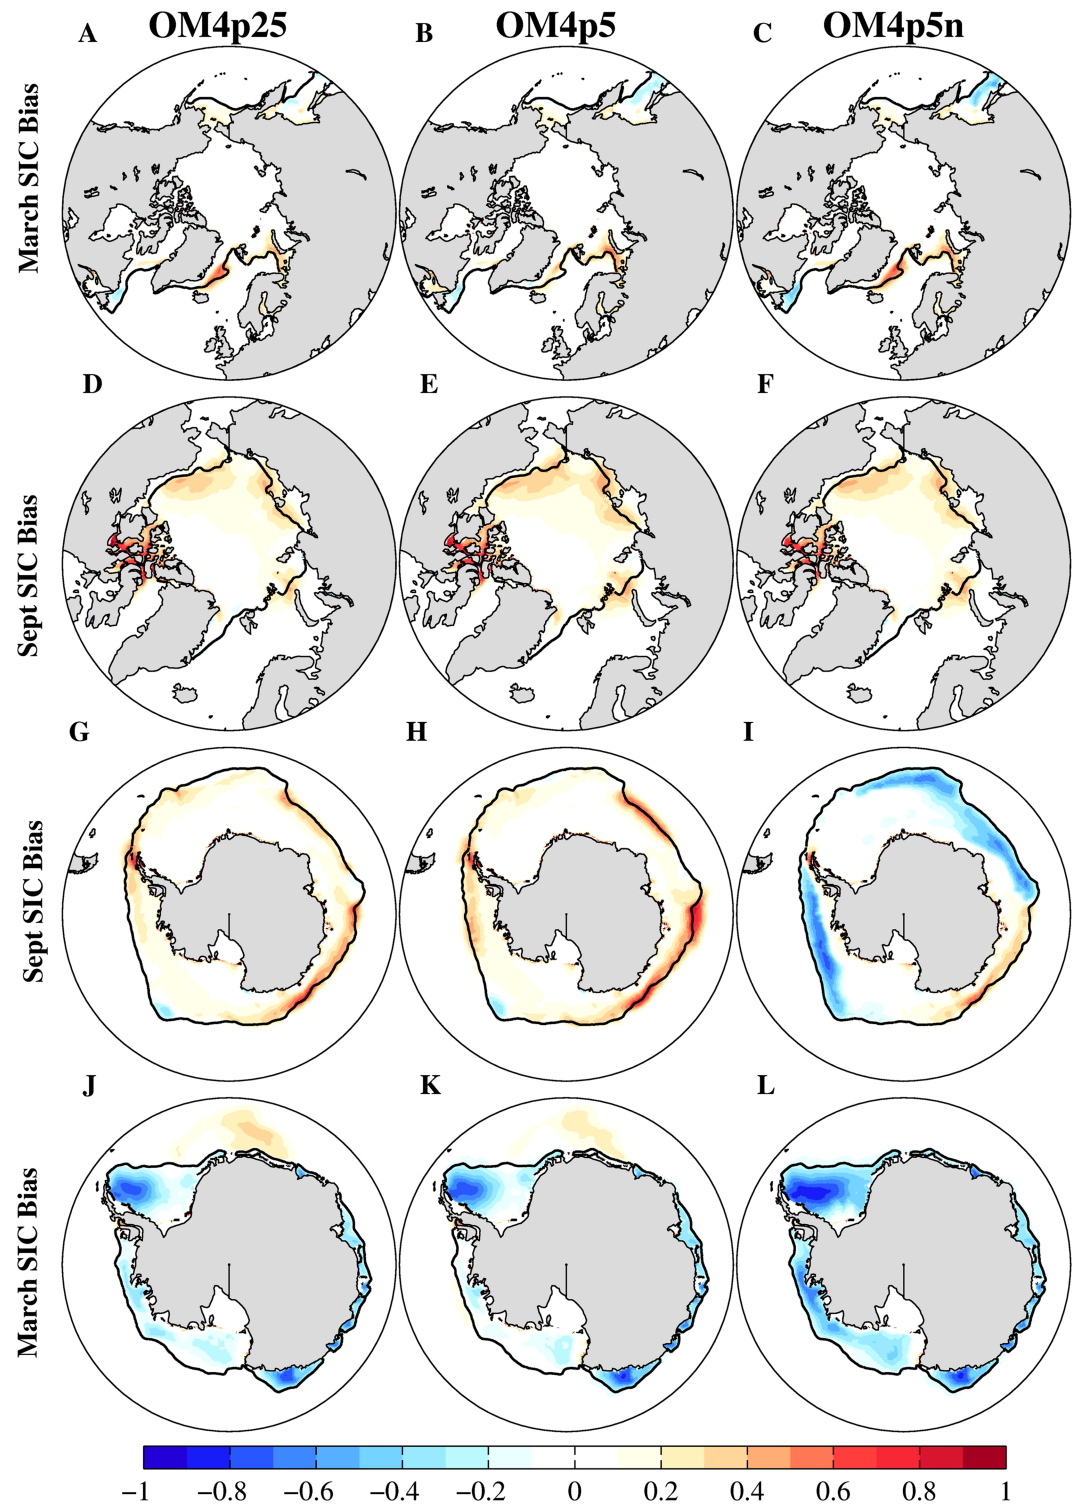 OM4p25
OM4p5
OM4p5n
A
B
C
March SIC Bias
D
E
F
Sept SIC Bias
G
H
I
Sept SIC Bias
J
K
L
March SIC Bias
−1 −0.8 −0.6 −0.4 −0.2 0 0.2 0.4 0.6 0.8 1